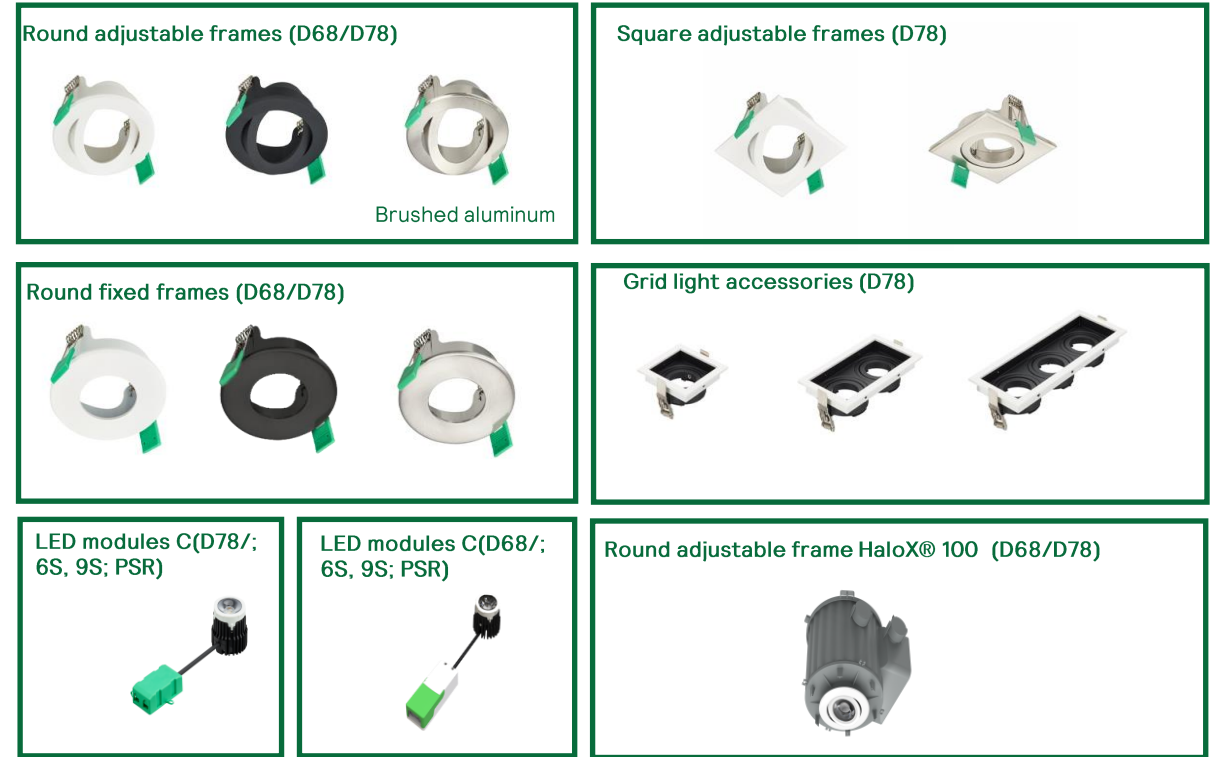 Round adjustable frames (D68/D78)
Brushed aluminum
Square adjustable frames (D78)
Round fixed frames (D68/D78)
Grid light accessories (D78)
LED modules C(D78/;
6S, 9S; PSR)
LED modules C(D68/;
6S, 9S; PSR)
Round adjustable frame HaloX® 100 (D68/D78)